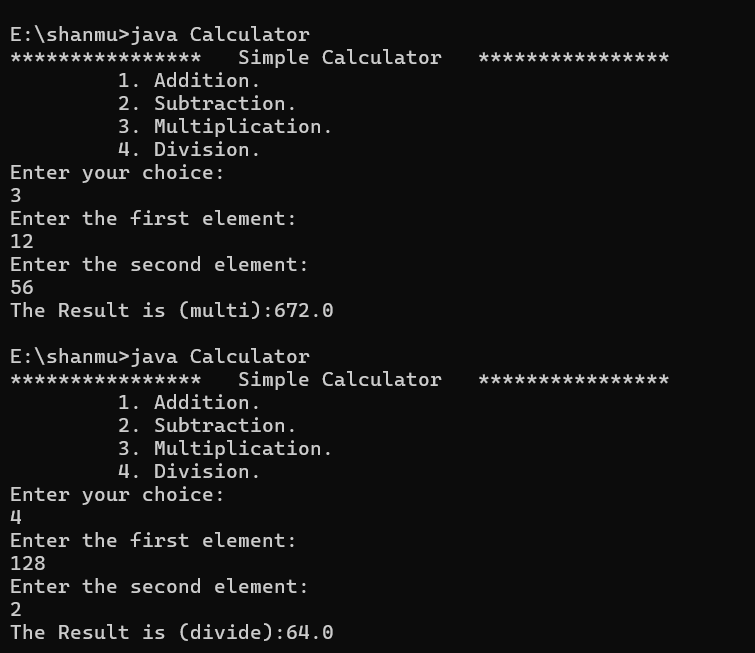 E:\shanmu>java Calculator
****************   Simple Calculator   ****************
         1. Addition.
         2. Subtraction.
         3. Multiplication.
         4. Division.
Enter your choice:
3
Enter the first element:
12
Enter the second element:
56
The Result is (multi):672.0
E:\shanmu>java Calculator
****************   Simple Calculator   ****************
         1. Addition.
         2. Subtraction.
         3. Multiplication.
         4. Division.
Enter your choice:
4
Enter the first element:
128
Enter the second element:
2
The Result is (divide):64.0